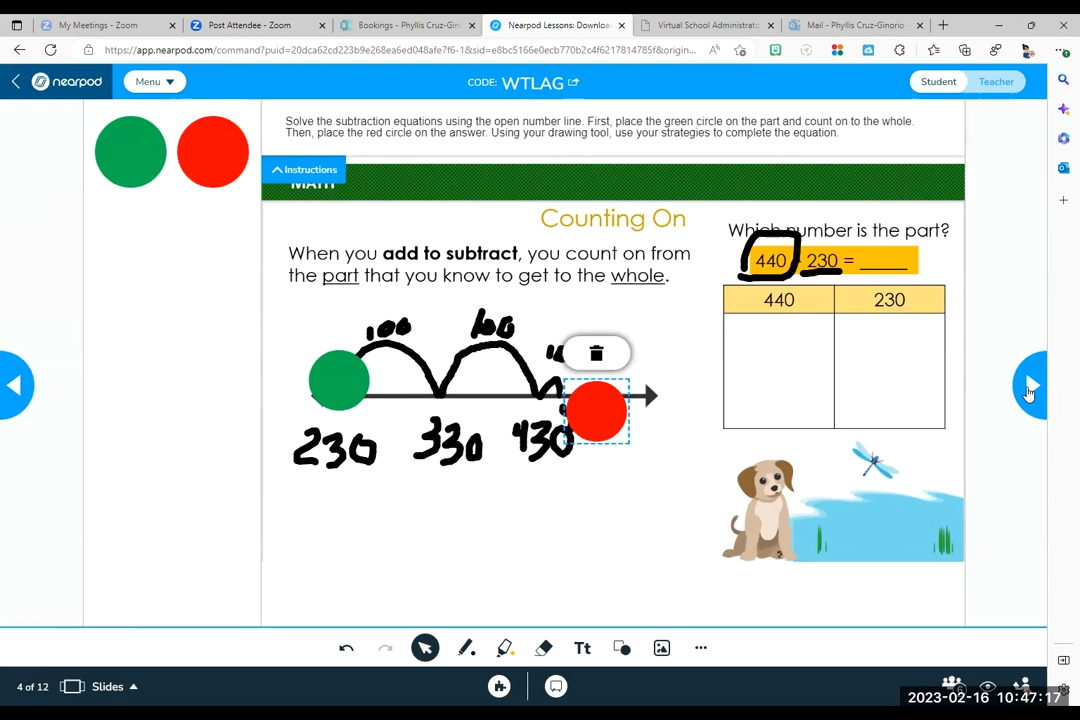 My Meetings - Zoom
Post Attendee - Zoom
Bookings - Phyllis Cruz-Gin
Nearpod Lessons: Downloa
Virtual School Administrato
Mail - Phyllis Cruz-Ginorio
https://app.nearpod.com/command?puid=20dca62cd223b9e268ea6ed048afe7f6-1&sid=e8bc5166e0ecb770b2c4f6217814785f&origin...
nearpod
Menu
CODE: WTLAG
Student
Teacher
Solve the subtraction equations using the open number line. First, place the green circle on the part and count on to the whole.
Then, place the red circle on the answer. Using your drawing tool, use your strategies to complete the equation.
Instructions
MATH
Counting On
When you add to subtract, you count on from
the part that you know to get to the whole.
Which number is the part?
440 - 230 = _____
440 230
100 100
230 330 430
Tt
4 of 12
Slides
2023-02-16 10:47:17